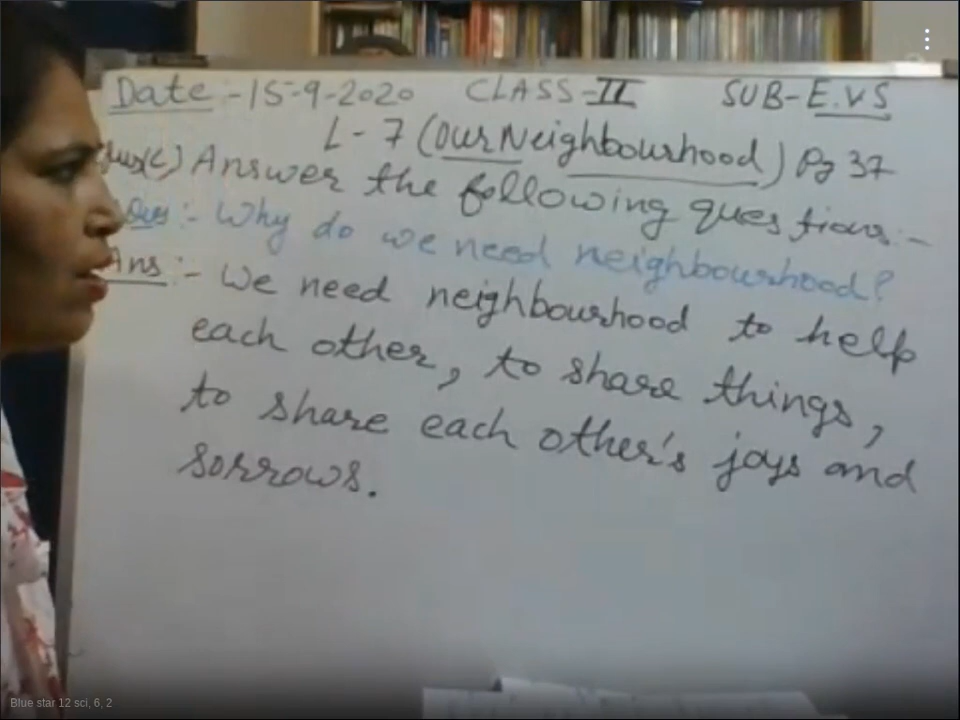 Date :- 15-9-2020 CLASS-II SUB-E.V.S
L-7 (Our Neighbourhood) Pg 37
Answer the following questions:-
Ques:- Why do we need neighbourhood?
Ans:- We need neighbourhood to help
each other, to share things,
to share each other's joys and
sorrows.
Blue star 12 sci, 6, 2